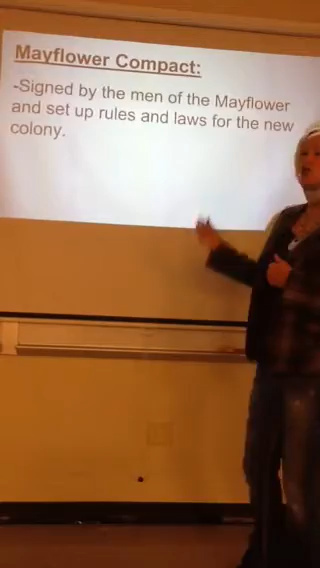 Mayflower Compact:
-Signed by the men of the Mayflower
and set up rules and laws for the new
colony.